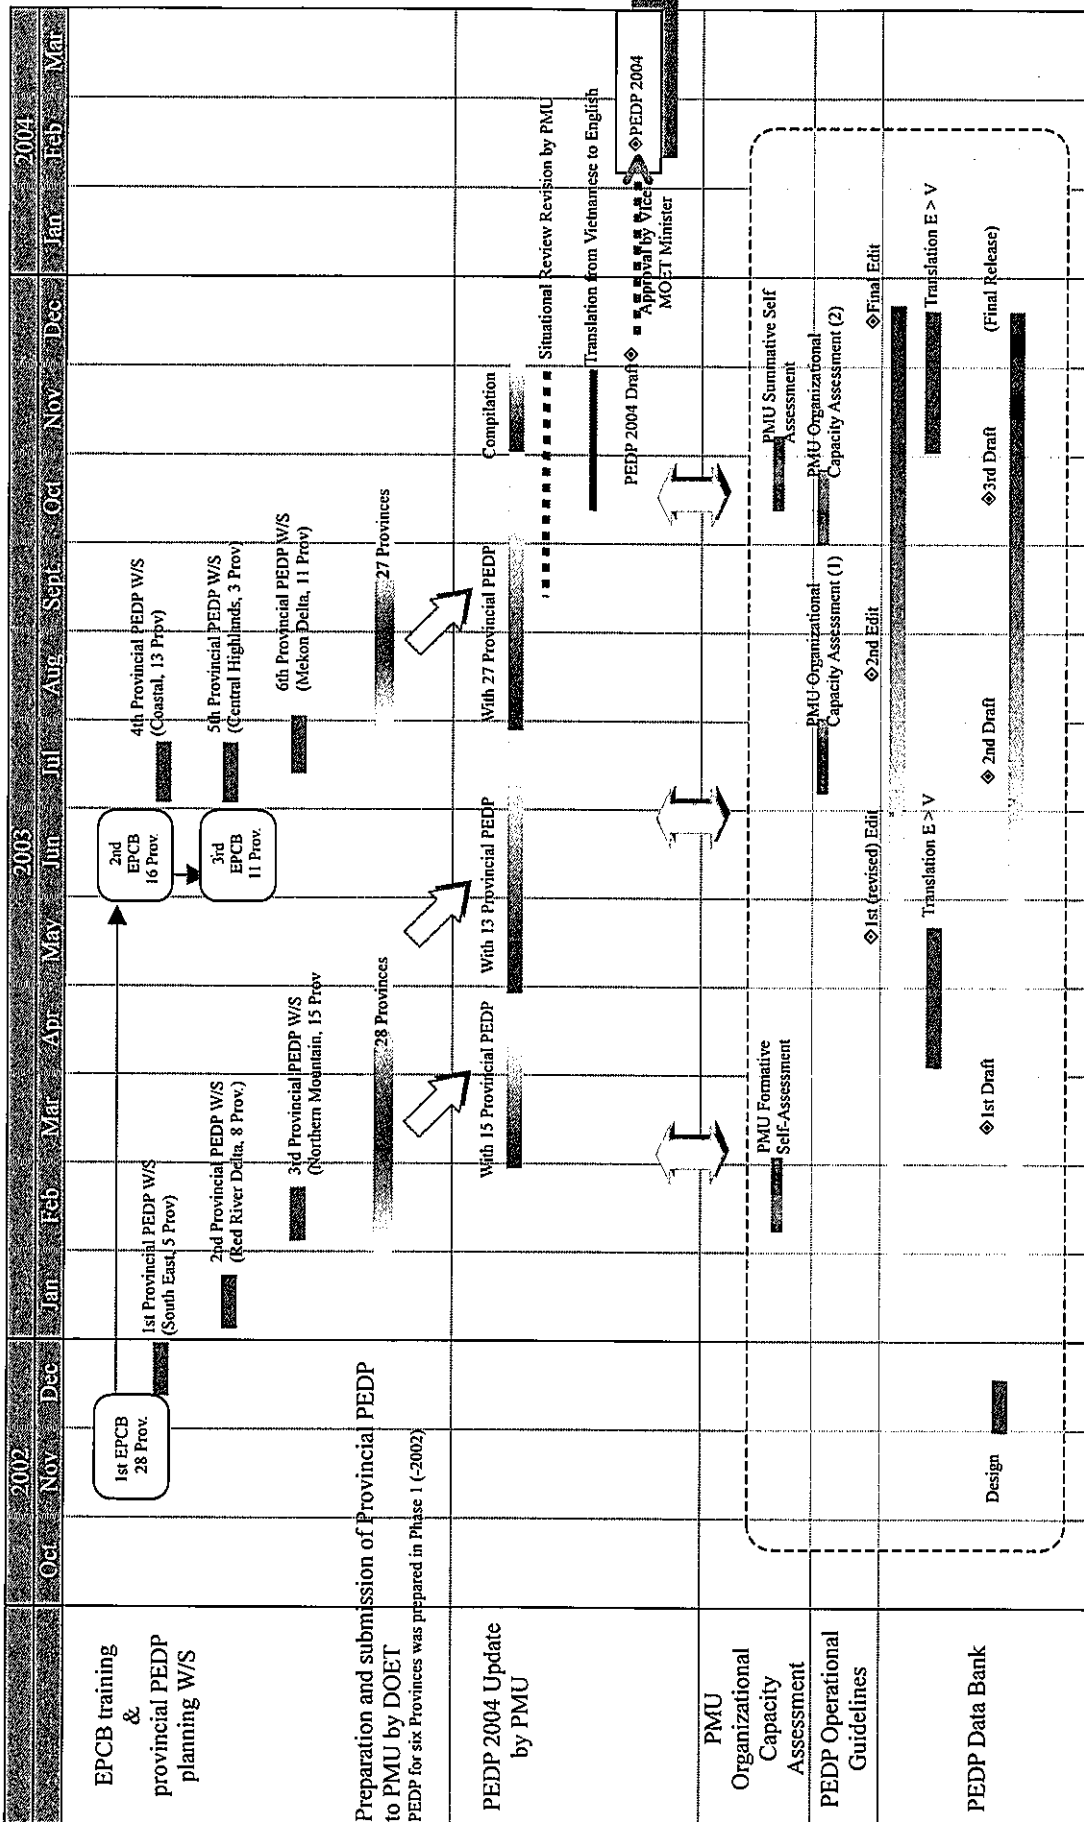 2002
2003
2004
Oct
Nov
Dec
Jan
Feb
Mar
Apr
May
Jun
Jul
Aug
Sept
Oct
Nov
Dec
Jan
Feb
Mar
EPCB training
&
provincial PEDP
planning W/S
1st EPCB
28 Prov.
2nd
EPCB
16 Prov.
3rd
EPCB
11 Prov.
1st Provincial PEDP W/S
(South East, 5 Prov)
2nd Provincial PEDP W/S
(Red River Delta, 8 Prov.)
3rd Provincial PEDP W/S
(Northern Mountain, 15 Prov
4th Provincial PEDP W/S
(Coastal, 13 Prov)
5th Provincial PEDP W/S
(Central Highlands, 3 Prov)
6th Provincial PEDP W/S
(Mekon Delta, 11 Prov)
Preparation and submission of Provincial PEDP
to PMU by DOET
PEDP for six Provinces was prepared in Phase 1 (-2002)
28 Provinces
27 Provinces
PEDP 2004 Update
by PMU
With 15 Provincial PEDP
With 13 Provincial PEDP
With 27 Provincial PEDP
Compilation
Situational Review Revision by PMU
Translation from Vietnamese to English
PEDP 2004 Draft
Approval by Vice
MOET Minister
PEDP 2004
PMU
Organizational
Capacity
Assessment
PMU Formative
Self-Assessment
PMU Summative Self
Assessment
PMU Organizational
Capacity Assessment (1)
PMU Organizational
Capacity Assessment (2)
PEDP Operational
Guidelines
1st (revised) Edit
2nd Edit
Final Edit
Translation E > V
Translation E > V
PEDP Data Bank
Design
1st Draft
2nd Draft
3rd Draft
(Final Release)